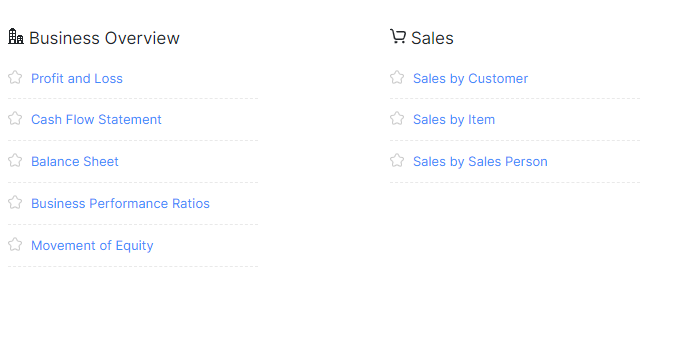 Business Overview
Profit and Loss
Cash Flow Statement
Balance Sheet
Business Performance Ratios
Movement of Equity
Sales
Sales by Customer
Sales by Item
Sales by Sales Person